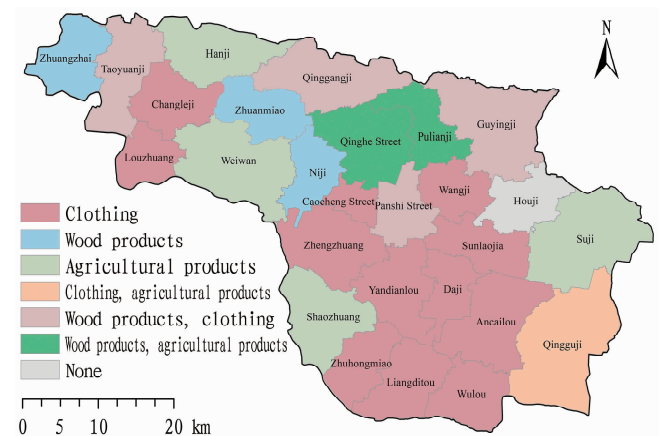 N
Zhuangzhai
Taoyuanji
Hanji
Qinggangji
Changleji
Zhuanmiao
Guyingji
Qinghe Street
Pulianji
Louzhuang
Weiwan
Niji
Caocheng Street
Panshi Street
Wangji
Houji
Zhengzhuang
Sunlaojia
Suji
Yandianlou
Daji
Shaozhuang
Ancailou
Qingguji
Zhuhongmiao
Liangditou
Wulou
Clothing
Wood products
Agricultural products
Clothing, agricultural products
Wood products, clothing
Wood products, agricultural products
None
0 5 10 20 km